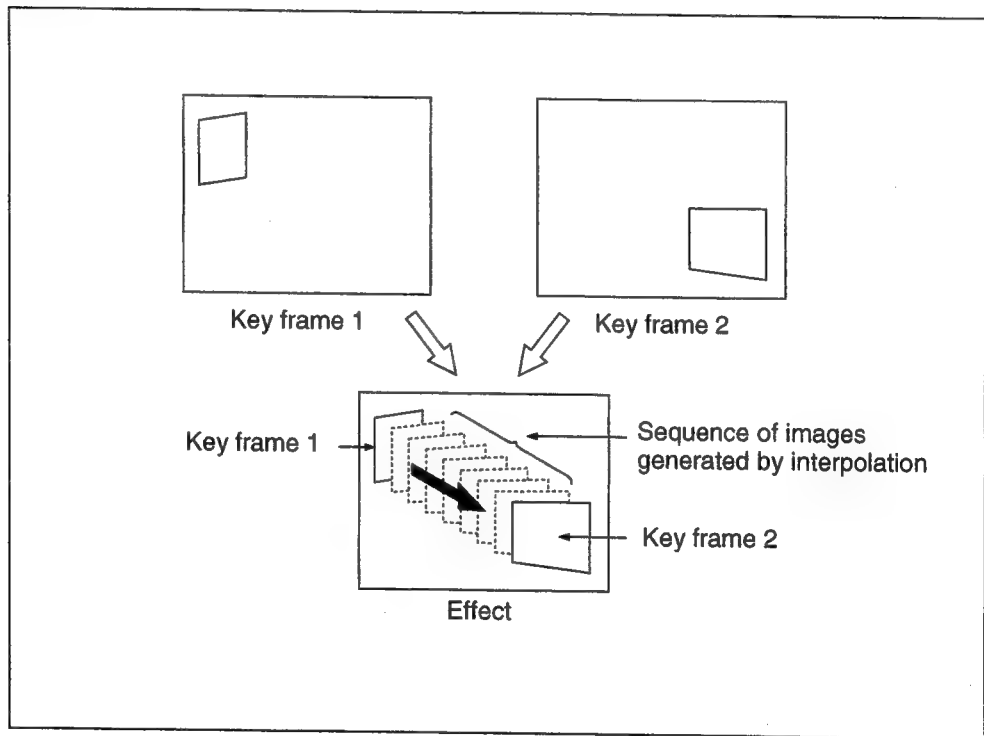 Key frame 1
Key frame 2
Key frame 1
Sequence of images
generated by interpolation
Key frame 2
Effect